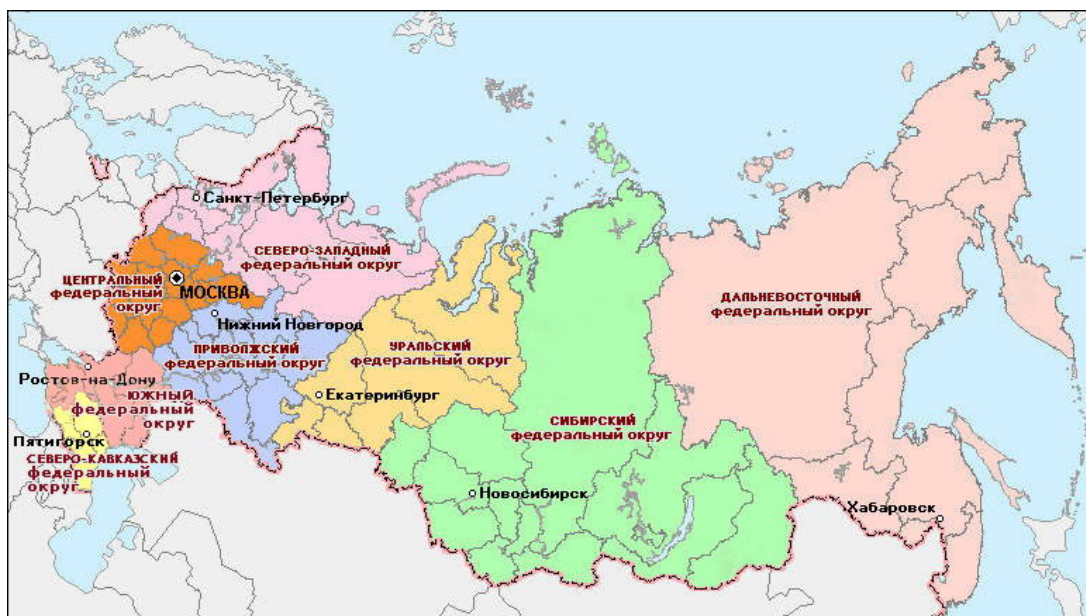 Санкт-Петербург
СЕВЕРО-ЗАПАДНЫЙ
федеральный округ
ЦЕНТРАЛЬНЫЙ
федеральный
округ
МОСКВА
Нижний Новгород
ПРИВОЛЖСКИЙ
федеральный округ
УРАЛЬСКИЙ
федеральный округ
ДАЛЬНЕВОСТОЧНЫЙ
федеральный округ
Ростов-на-Дону
ЮЖНЫЙ
федеральный
округ
Екатеринбург
СИБИРСКИЙ
федеральный округ
Пятигорск
СЕВЕРО-КАВКАЗСКИЙ
федеральный
округ
Новосибирск
Хабаровск